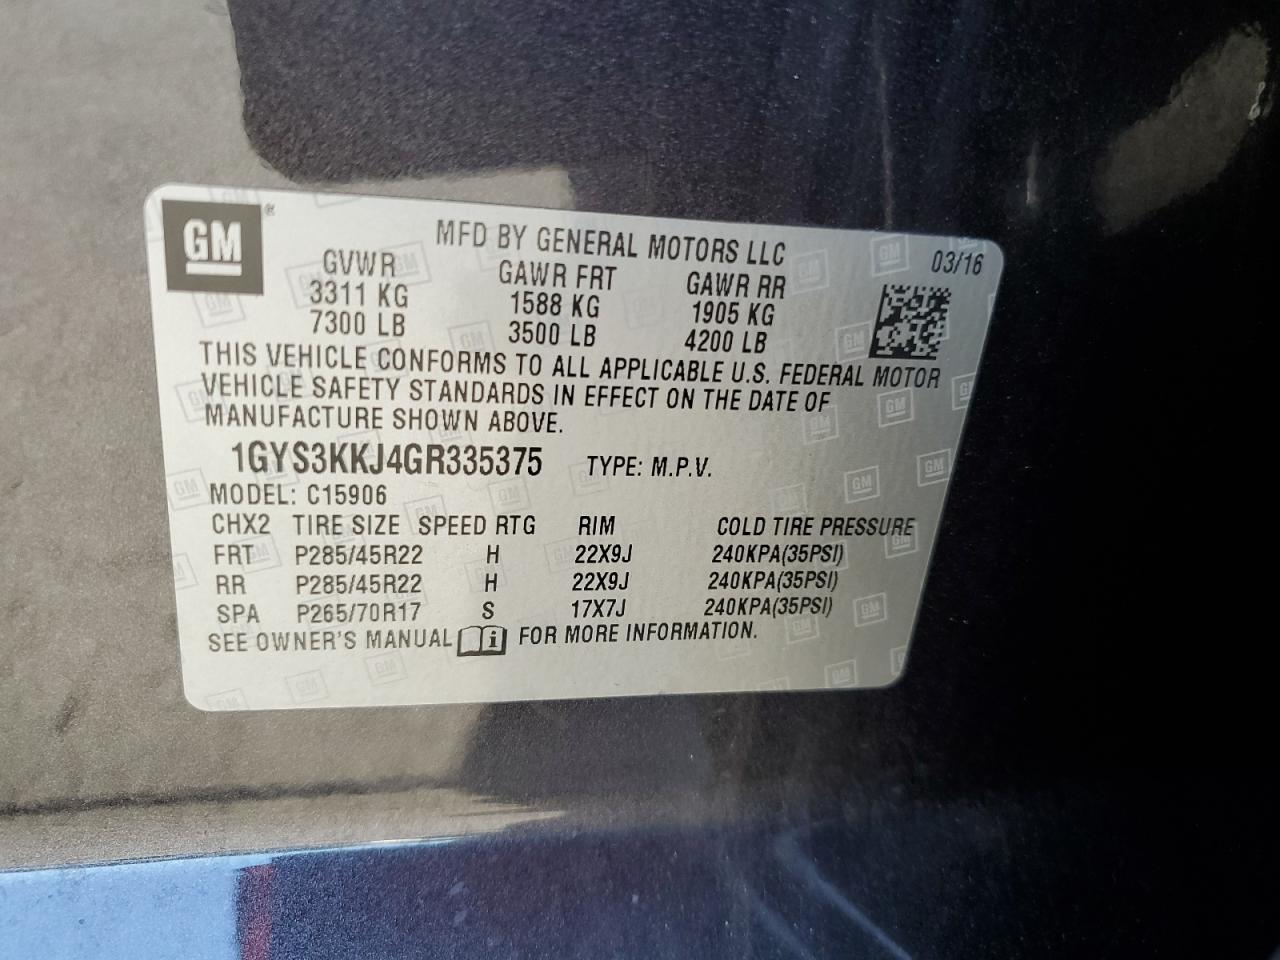 GM
MFD BY GENERAL MOTORS LLC
03/16
GVWR GAWR FRT GAWR RR
3311 KG 1588 KG 1905 KG
7300 LB 3500 LB 4200 LB
THIS VEHICLE CONFORMS TO ALL APPLICABLE U.S. FEDERAL MOTOR
VEHICLE SAFETY STANDARDS IN EFFECT ON THE DATE OF
MANUFACTURE SHOWN ABOVE.
1GYS3KKJ4GR335375 TYPE: M.P.V.
MODEL: C15906
CHX2 TIRE SIZE SPEED RTG RIM COLD TIRE PRESSURE
FRT P285/45R22 H 22X9J 240KPA(35PSI)
RR P285/45R22 H 22X9J 240KPA(35PSI)
SPA P265/70R17 S 17X7J 240KPA(35PSI)
SEE OWNER'S MANUAL i FOR MORE INFORMATION.